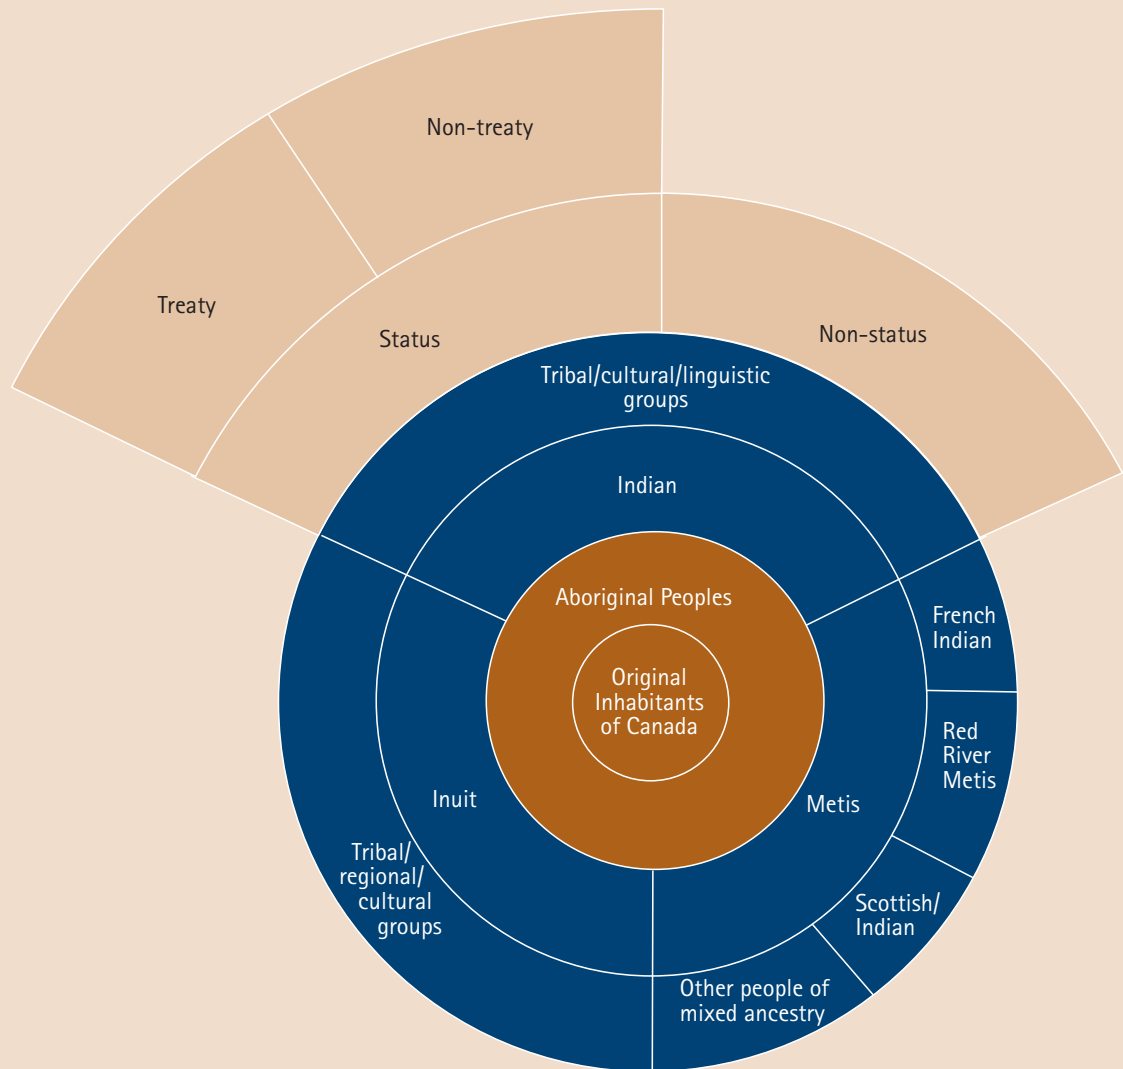 Non-treaty
Treaty
Status
Non-status
Tribal/cultural/linguistic
groups
Indian
Aboriginal Peoples
Original
Inhabitants
of Canada
French
Indian
Red
River
Metis
Inuit
Metis
Tribal/
regional/
cultural
groups
Scottish/
Indian
Other people of
mixed ancestry